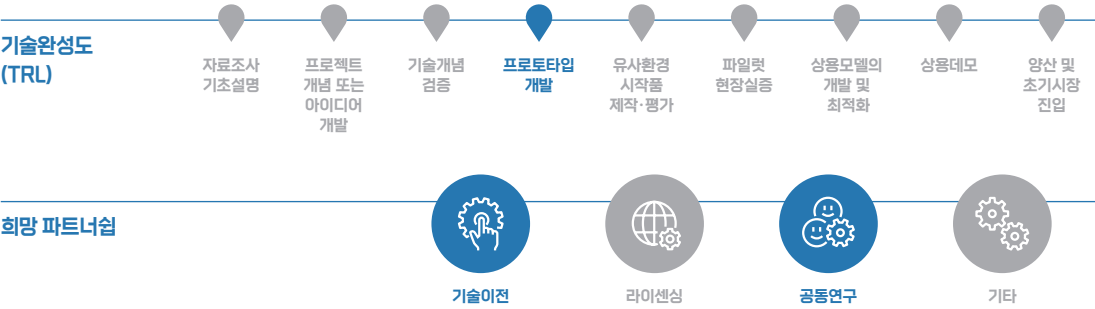 기술완성도
(TRL)
자료조사
기초설명
프로젝트
개념 또는
아이디어
개발
기술개념
검증
프로토타입
개발
유사환경
시작품
제작·평가
파일럿
현장실증
상용모델의
개발 및
최적화
상용데모
양산 및
초기시장
진입
희망 파트너쉽
기술이전
라이센싱
공동연구
기타